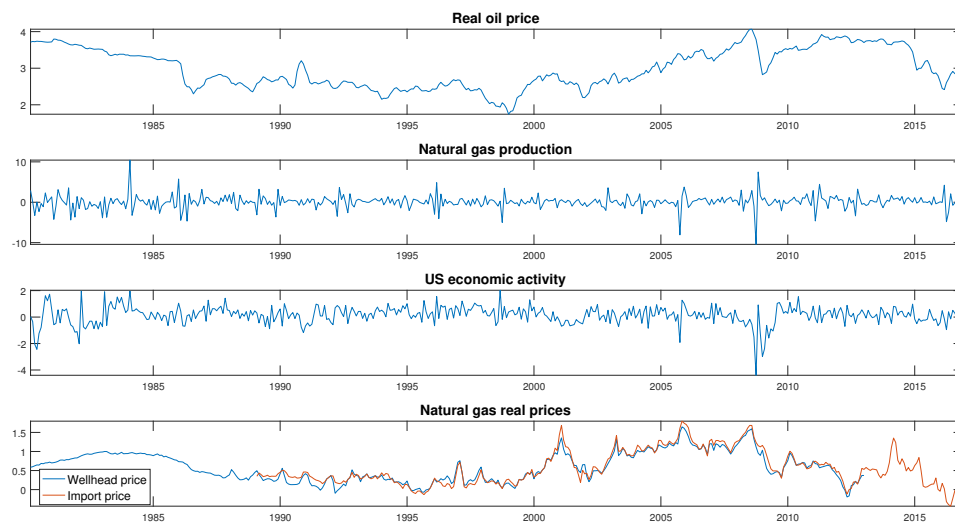 Real oil price
4
3
2
1985 1990 1995 2000 2005 2010 2015
Natural gas production
10
0
-10
1985 1990 1995 2000 2005 2010 2015
US economic activity
2
0
-2
-4
1985 1990 1995 2000 2005 2010 2015
Natural gas real prices
1.5
1
0.5
0
Wellhead price
Import price
1985 1990 1995 2000 2005 2010 2015